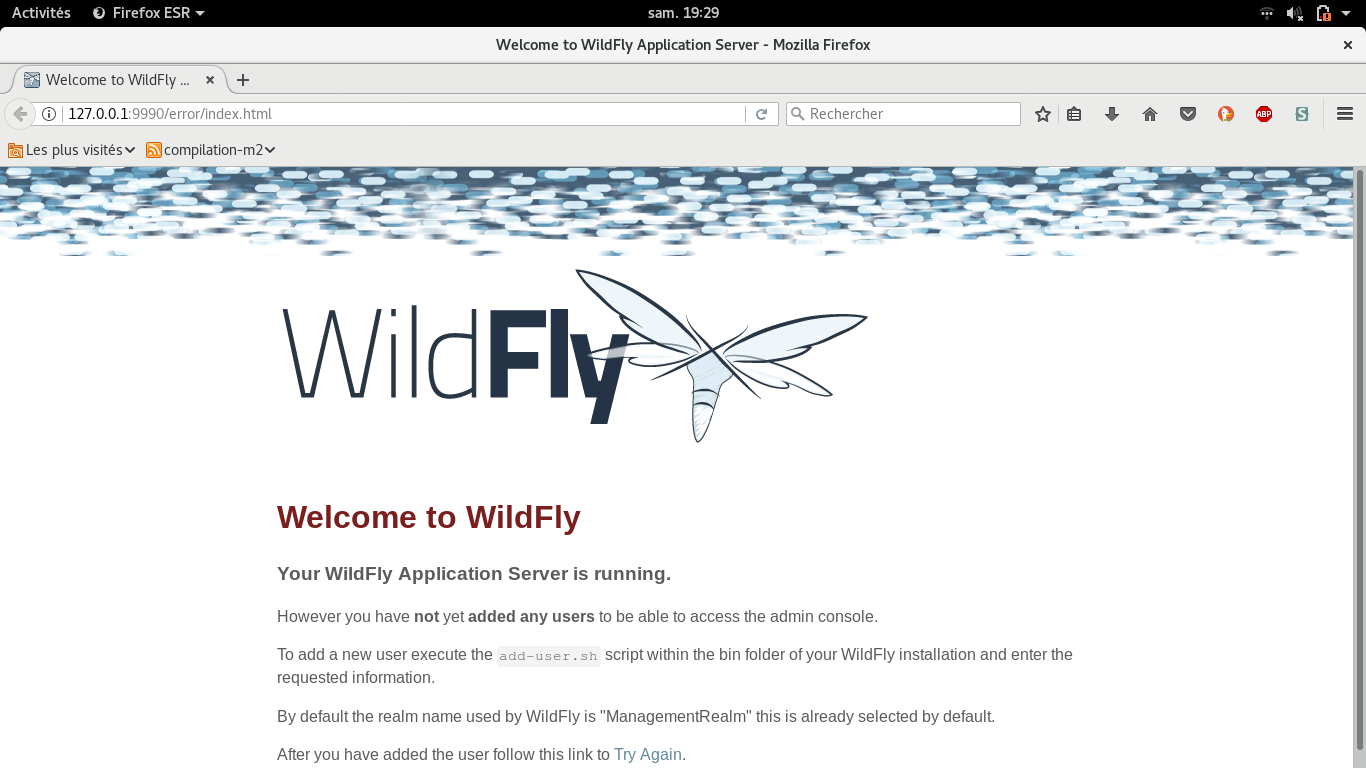 Activités Firefox ESR sam. 19:29
Welcome to WildFly Application Server - Mozilla Firefox
Welcome to WildFly ...
127.0.0.1:9990/error/index.html Rechercher ABP S
Les plus visités compilation-m2
WildFly
Welcome to WildFly
Your WildFly Application Server is running.
However you have not yet added any users to be able to access the admin console.
To add a new user execute the add-user.sh script within the bin folder of your WildFly installation and enter the
requested information.
By default the realm name used by WildFly is "ManagementRealm" this is already selected by default.
After you have added the user follow this link to Try Again.